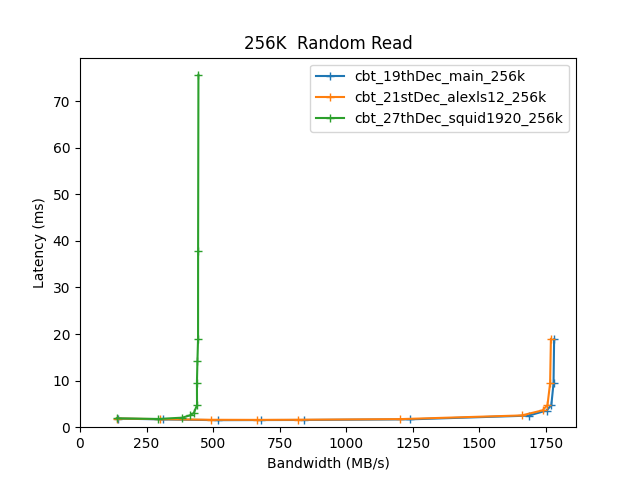 256K  Random Read
cbt_19thDec_main_256k
cbt_21stDec_alexls12_256k
cbt_27thDec_squid1920_256k
Latency (ms)
70
60
50
40
30
20
10
0
0 250 500 750 1000 1250 1500 1750
Bandwidth (MB/s)